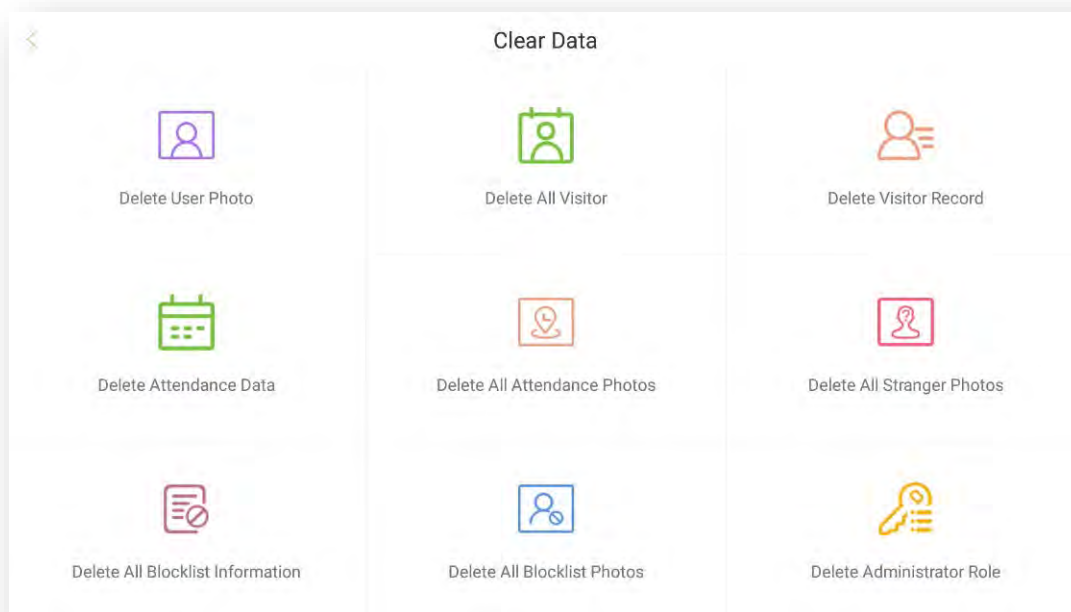 Clear Data
Delete User Photo
Delete All Visitor
Delete Visitor Record
Delete Attendance Data
Delete All Attendance Photos
Delete All Stranger Photos
Delete All Blocklist Information
Delete All Blocklist Photos
Delete Administrator Role